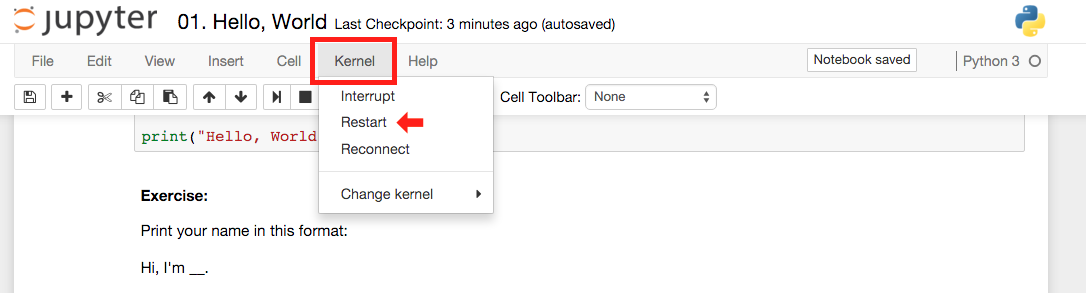 jupyter 01. Hello, World Last Checkpoint: 3 minutes ago (autosaved)
File Edit View Insert Cell Kernel Help Notebook saved Python 3
Cell Toolbar: None
Interrupt
Restart
Reconnect
Change kernel
print("Hello, World
Exercise:
Print your name in this format:
Hi, I'm __.